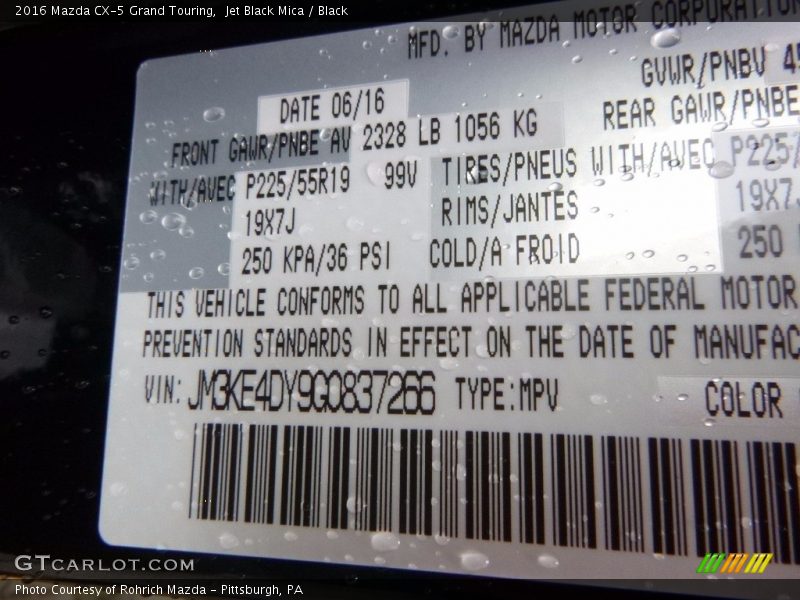 2016 Mazda CX-5 Grand Touring,  Jet Black Mica / Black
MFD. BY MAZDA MOTOR CORPORATION
GVWR/PNBV
DATE 06/16
REAR GAWR/PNBE
FRONT GAWR/PNBE AV 2328 LB 1056 KG
TIRES/PNEUS WITH/AVEC P225/
WITH/AVEC P225/55R19 99V
RIMS/JANTES 19X7J
19X7J
COLD/A FROID 250
250 KPA/36 PSI
THIS VEHICLE CONFORMS TO ALL APPLICABLE FEDERAL MOTOR
PREVENTION STANDARDS IN EFFECT ON THE DATE OF MANUFAC
VIN: JM3KE4DY9G0837266 TYPE:MPV COLOR
GTCARLOT.COM
Photo Courtesy of Rohrich Mazda - Pittsburgh, PA